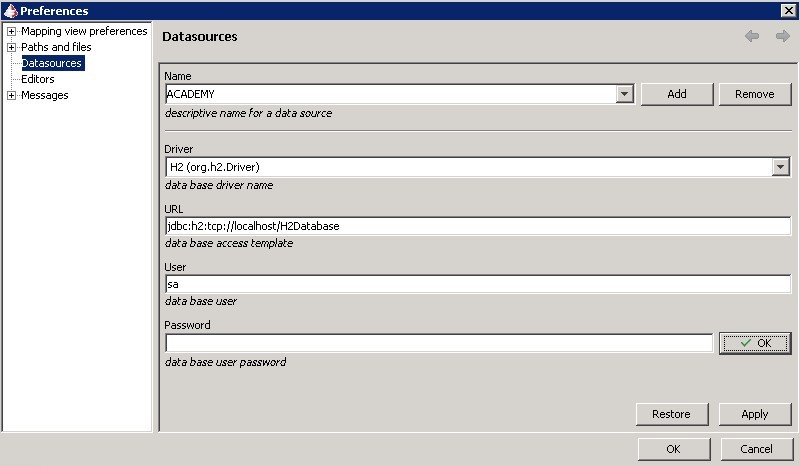 Preferences
Mapping view preferences
Paths and files
Datasources
Editors
Messages
Datasources
Name
ACADEMY
Add
Remove
descriptive name for a data source
Driver
H2 (org.h2.Driver)
data base driver name
URL
jdbc:h2:tcp://localhost/H2Database
data base access template
User
sa
data base user
Password
OK
data base user password
Restore
Apply
OK
Cancel